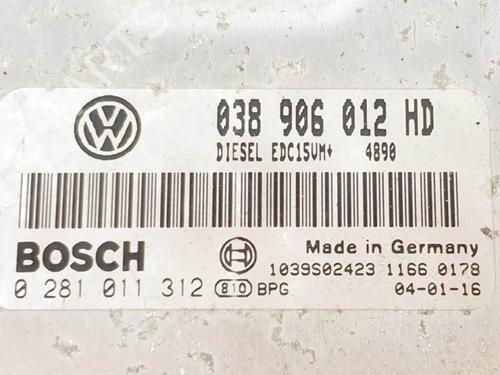 038 906 012 HD
DIESEL EDC15VM+ 4890
BOSCH
Made in Germany
1039S02423 1166 0178
0 281 011 312 810 BPG
04-01-16